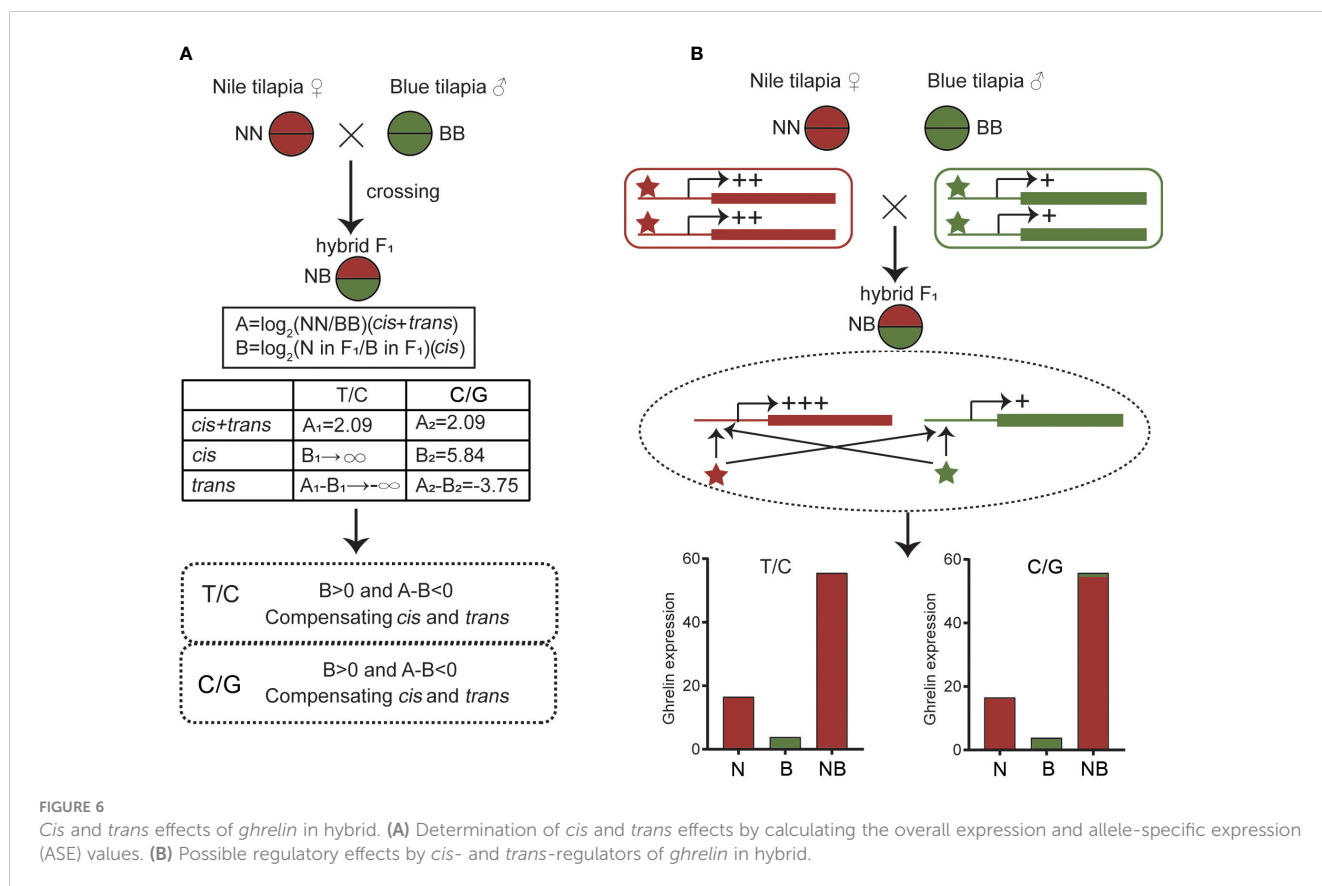 A
Nile tilapia ♀ Blue tilapia ♂
NN × BB
crossing
hybrid F₁
NB
A=log₂(NN/BB)(cis+trans)
B=log₂(N in F₁/B in F₁)(cis)
T/C C/G
cis+trans A₁=2.09 A₂=2.09
cis B₁→∞ B₂=5.84
trans A₁-B₁→-∞ A₂-B₂=-3.75
T/C
B>0 and A-B<0
Compensating cis and trans
C/G
B>0 and A-B<0
Compensating cis and trans
B
Nile tilapia ♀ Blue tilapia ♂
NN BB
++ +
++ +
×
hybrid F₁
NB
+++ +
T/C
Ghrelin expression
60
40
20
0
N B NB
C/G
Ghrelin expression
60
40
20
0
N B NB
FIGURE 6
Cis and trans effects of ghrelin in hybrid. (A) Determination of cis and trans effects by calculating the overall expression and allele-specific expression
(ASE) values. (B) Possible regulatory effects by cis- and trans-regulators of ghrelin in hybrid.